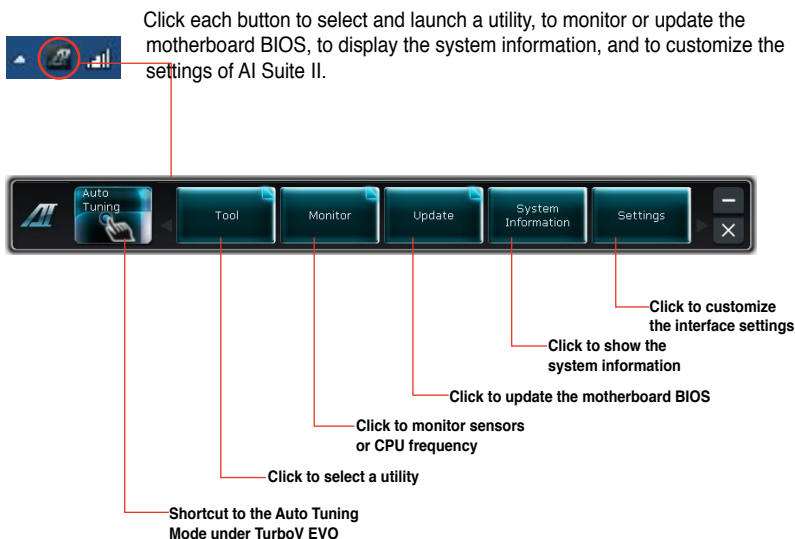 Click each button to select and launch a utility, to monitor or update the
motherboard BIOS, to display the system information, and to customize the
settings of AI Suite II.
Auto
Tuning
Tool
Monitor
Update
System
Information
Settings
Click to customize
the interface settings
Click to show the
system information
Click to update the motherboard BIOS
Click to monitor sensors
or CPU frequency
Click to select a utility
Shortcut to the Auto Tuning
Mode under TurboV EVO